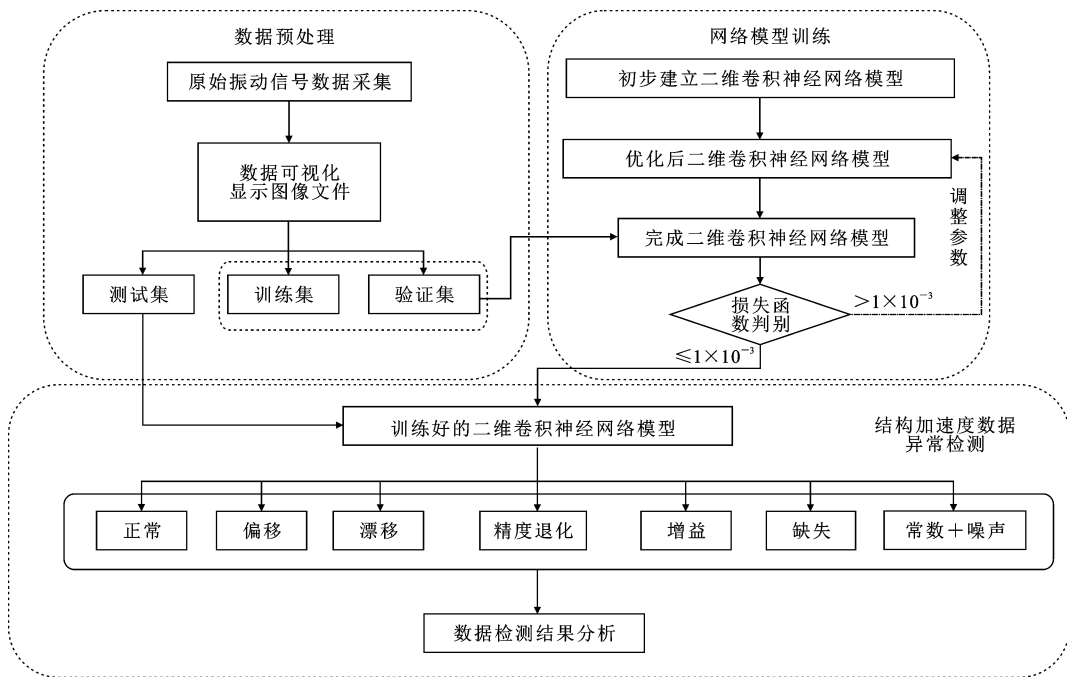 数据预处理
原始振动信号数据采集
数据可视化
显示图像文件
测试集
训练集
验证集
网络模型训练
初步建立二维卷积神经网络模型
优化后二维卷积神经网络模型
完成二维卷积神经网络模型
调
整
参
数
损失函
数判别
>1×10⁻³
≤1×10⁻³
训练好的二维卷积神经网络模型
结构加速度数据
异常检测
正常
偏移
漂移
精度退化
增益
缺失
常数+噪声
数据检测结果分析